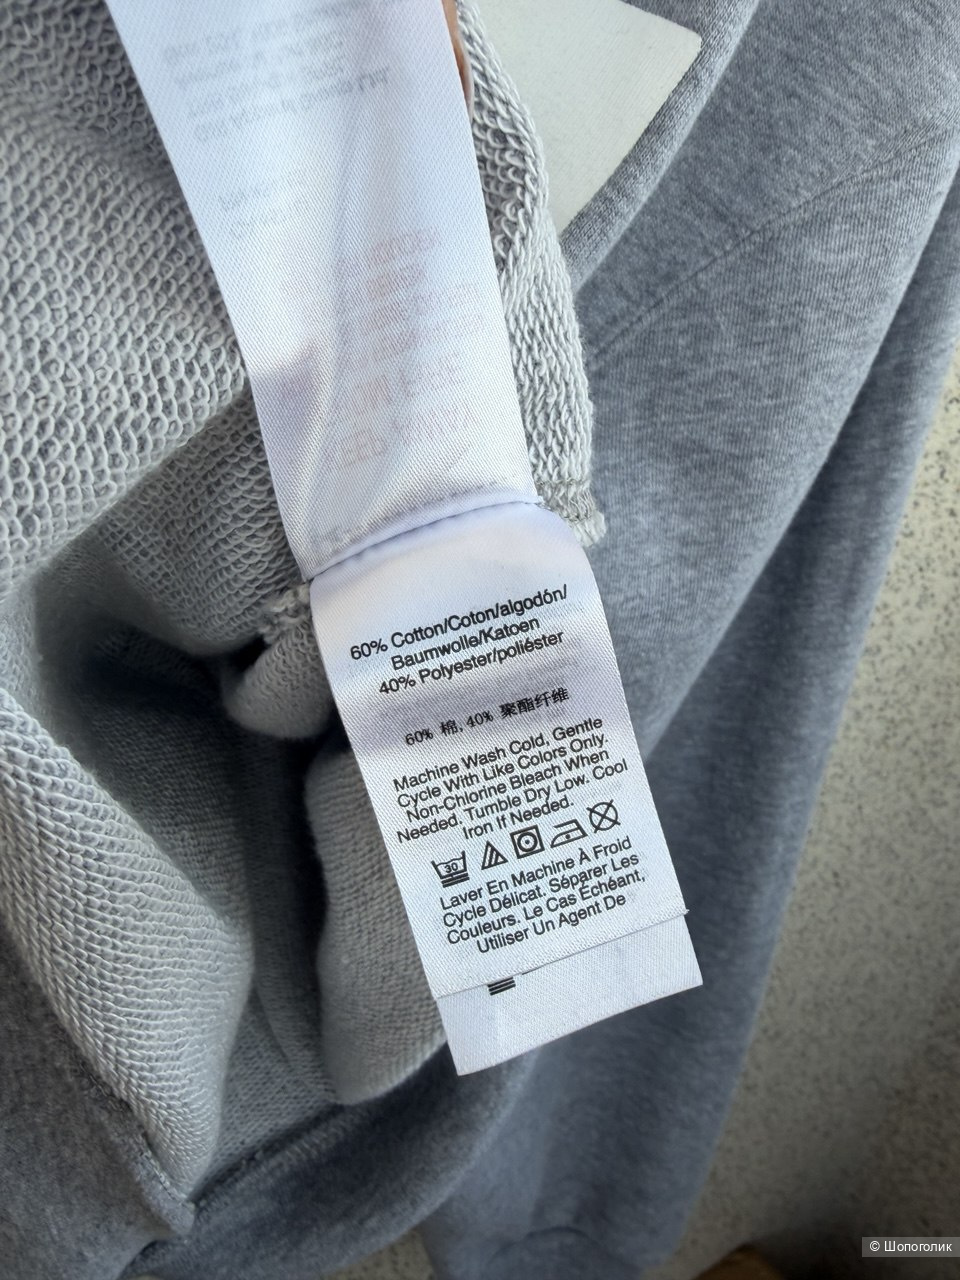 60% Cotton/Coton/algodón/
Baumwolle/Katoen
40% Polyester/poliéster
60% 棉, 40% 聚酯纤维
Machine Wash Cold, Gentle
Cycle With Like Colors Only.
Non-Chlorine Bleach When
Needed. Tumble Dry Low. Cool
Iron If Needed.
30
Laver En Machine À Froid
Cycle Délicat. Séparer Les
Couleurs. Le Cas Échéant,
Utiliser Un Agent De
© Шопоголик